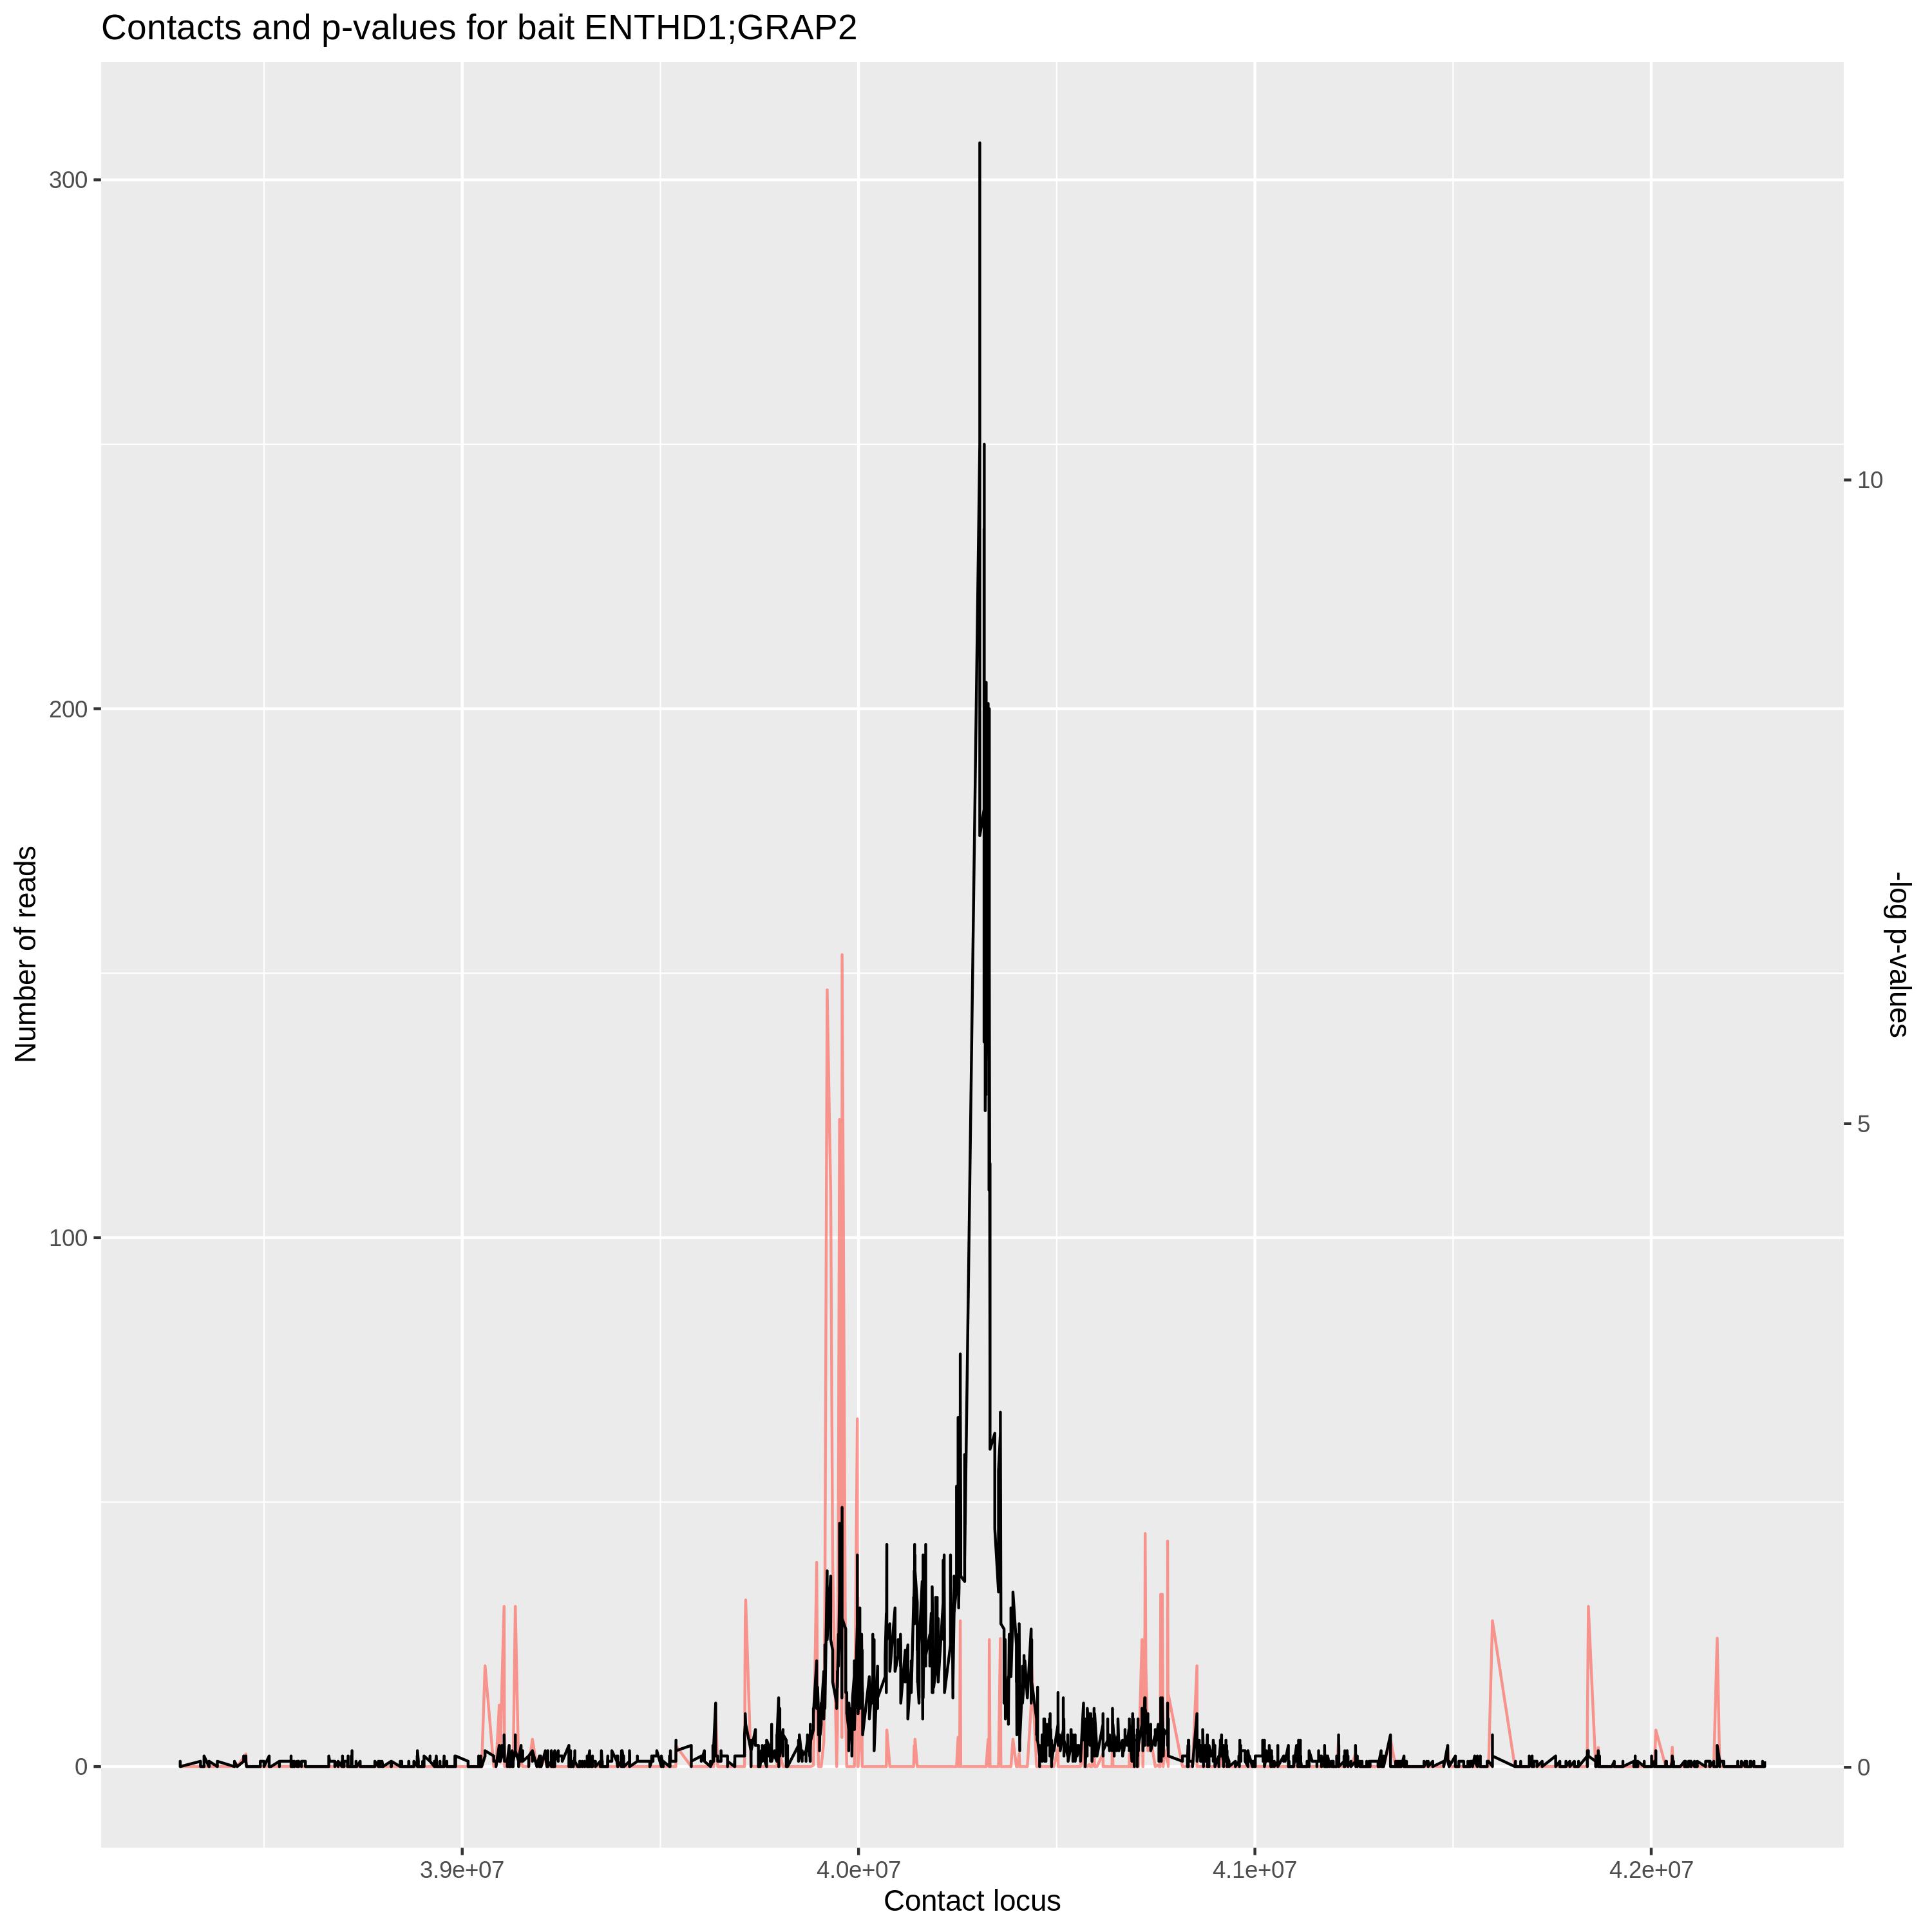 Contacts and p-values for bait ENTHD1;GRAP2
300
200
100
0
Number of reads
10
5
0
-log p-values
3.9e+07
4.0e+07
4.1e+07
4.2e+07
Contact locus